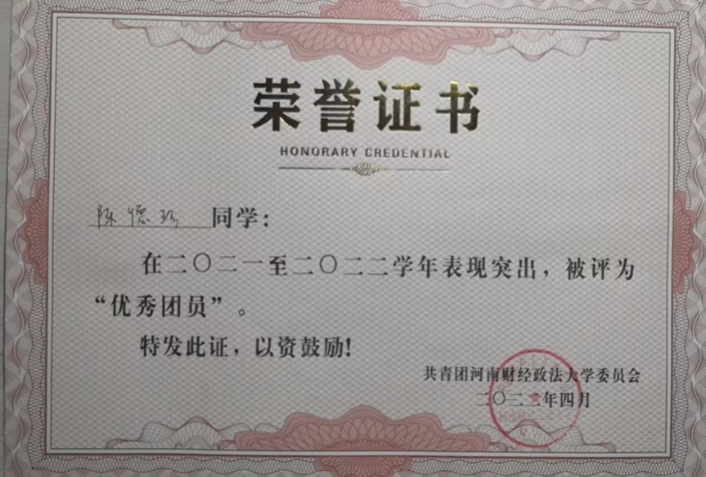 荣誉证书
HONORARY CREDENTIAL
陈德 同学：
在二〇二一至二〇二二学年表现突出，被评为
“优秀团员”。
特发此证，以资鼓励！
共青团河南财经政法大学委员会
二〇二二年四月